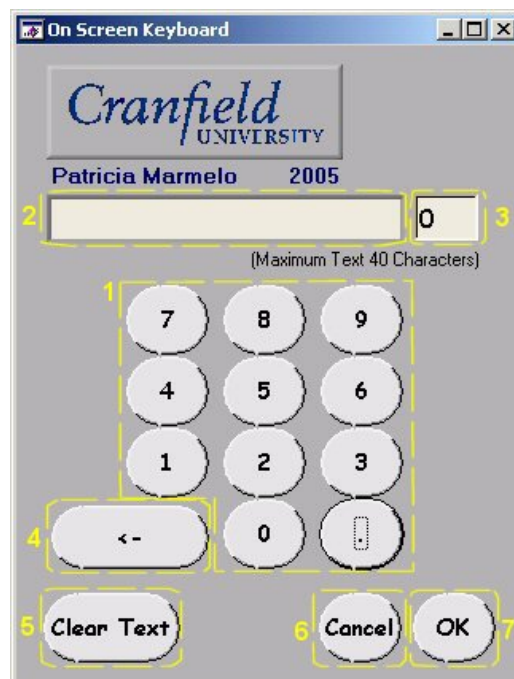 On Screen Keyboard
Cranfield
UNIVERSITY
Patricia Marmelo 2005
2 0 3
(Maximum Text 40 Characters)
1
7 8 9
4 5 6
1 2 3
4 <- 0 .
5 Clear Text 6 Cancel OK 7